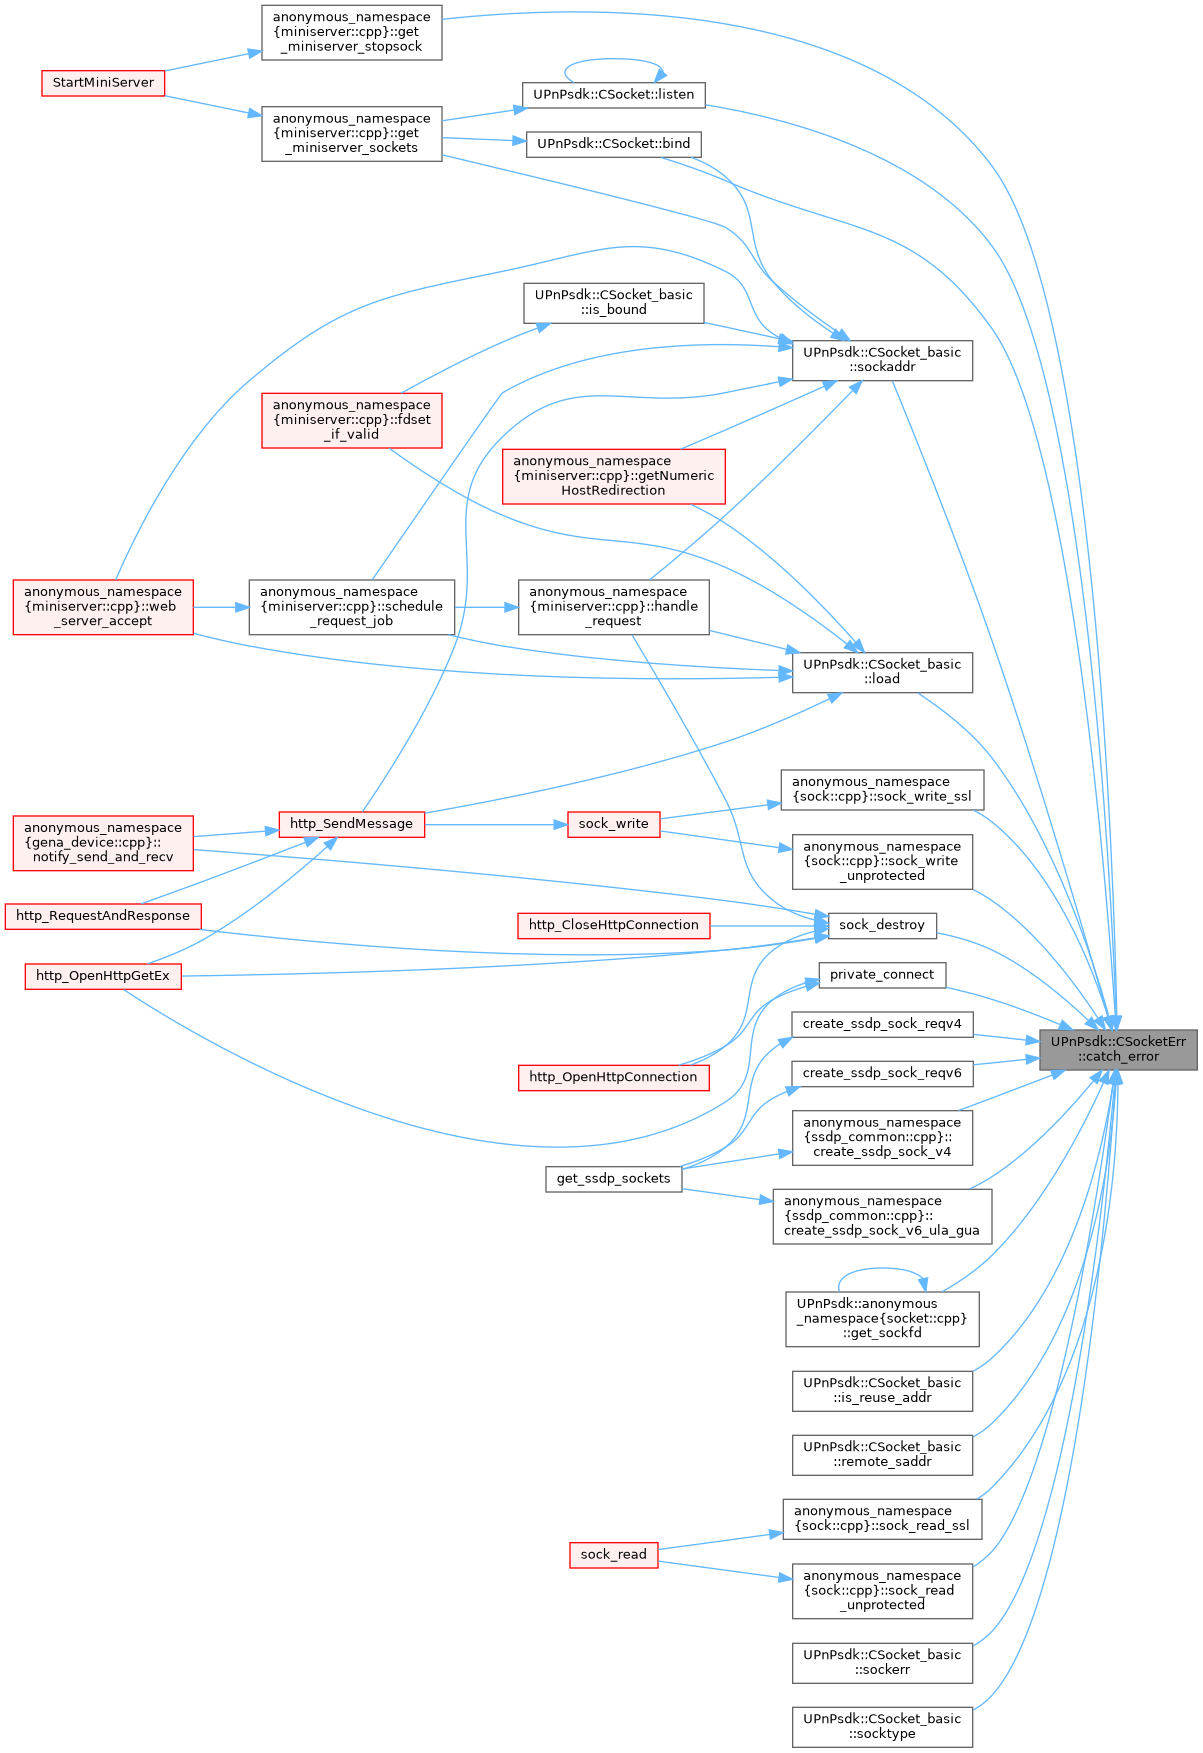 anonymous_namespace
{miniserver::cpp}::get
_miniserver_stopsock
StartMiniServer
UPnPsdk::CSocket::listen
anonymous_namespace
{miniserver::cpp}::get
_miniserver_sockets
UPnPsdk::CSocket::bind
UPnPsdk::CSocket_basic
::is_bound
UPnPsdk::CSocket_basic
::sockaddr
anonymous_namespace
{miniserver::cpp}::fdset
_if_valid
anonymous_namespace
{miniserver::cpp}::getNumeric
HostRedirection
anonymous_namespace
{miniserver::cpp}::web
_server_accept
anonymous_namespace
{miniserver::cpp}::schedule
_request_job
anonymous_namespace
{miniserver::cpp}::handle
_request
UPnPsdk::CSocket_basic
::load
anonymous_namespace
{sock::cpp}::sock_write_ssl
anonymous_namespace
{gena_device::cpp}::
notify_send_and_recv
http_SendMessage
sock_write
anonymous_namespace
{sock::cpp}::sock_write
_unprotected
http_RequestAndResponse
http_CloseHttpConnection
sock_destroy
http_OpenHttpGetEx
private_connect
create_ssdp_sock_reqv4
UPnPsdk::CSocketErr
::catch_error
http_OpenHttpConnection
create_ssdp_sock_reqv6
anonymous_namespace
{ssdp_common::cpp}::
create_ssdp_sock_v4
get_ssdp_sockets
anonymous_namespace
{ssdp_common::cpp}::
create_ssdp_sock_v6_ula_gua
UPnPsdk::anonymous
_namespace{socket::cpp}
::get_sockfd
UPnPsdk::CSocket_basic
::is_reuse_addr
UPnPsdk::CSocket_basic
::remote_saddr
anonymous_namespace
{sock::cpp}::sock_read_ssl
sock_read
anonymous_namespace
{sock::cpp}::sock_read
_unprotected
UPnPsdk::CSocket_basic
::sockerr
UPnPsdk::CSocket_basic
::socktype